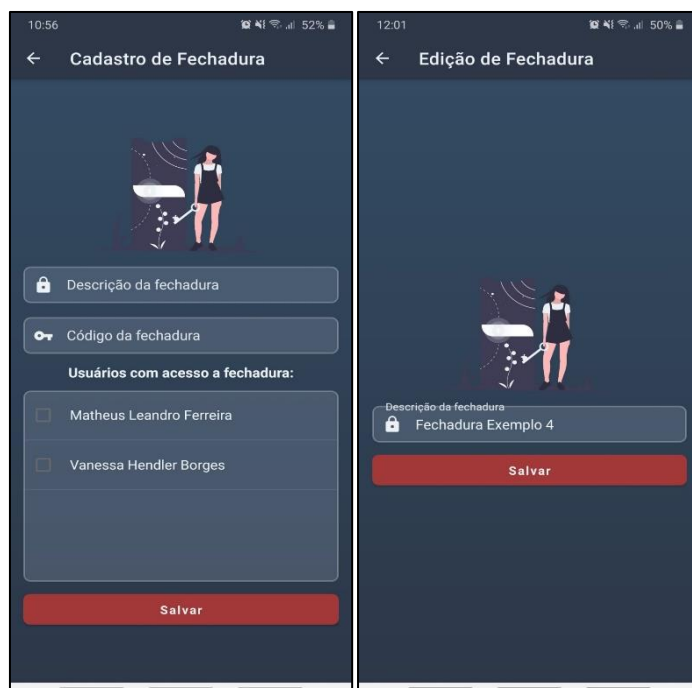 10:56
52%
Cadastro de Fechadura
Descrição da fechadura
Código da fechadura
Usuários com acesso a fechadura:
Matheus Leandro Ferreira
Vanessa Hendler Borges
Salvar
12:01
50%
Edição de Fechadura
Descrição da fechadura
Fechadura Exemplo 4
Salvar